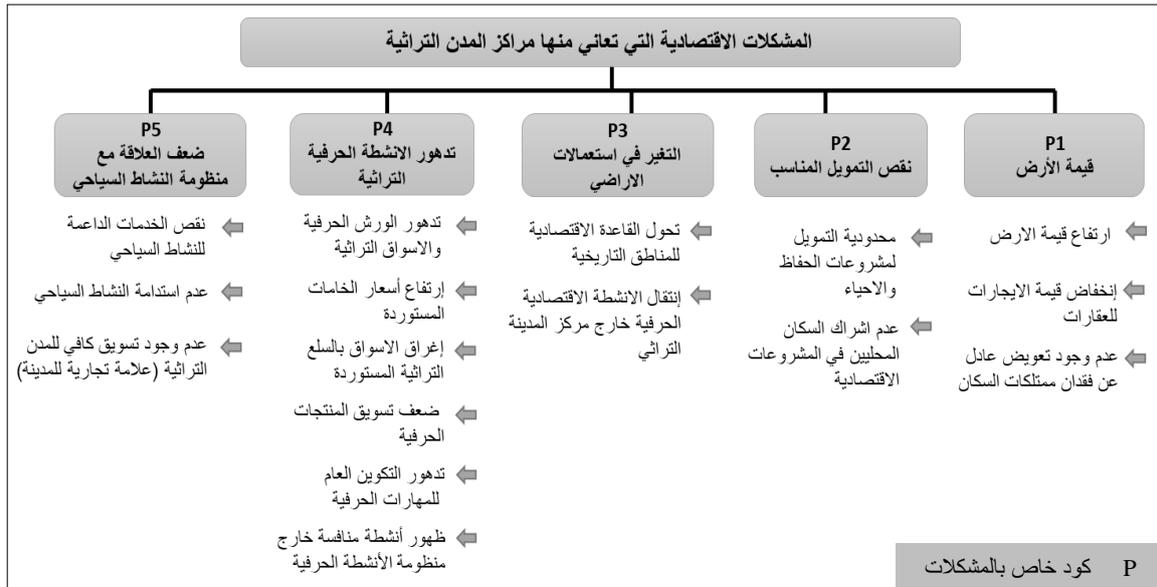 المشكلات الاقتصادية التي تعاني منها مراكز المدن التراثية
P1
قيمة الأرض
ارتفاع قيمة الارض
إنخفاض قيمة الايجارات
للعقارات
عدم وجود تعويض عادل
عن فقدان ممتلكات السكان
P2
نقص التمويل المناسب
محدودية التمويل
لمشروعات الحفاظ
والاحياء
عدم اشراك السكان
المحليين في المشروعات
الاقتصادية
P3
التغير في استعمالات
الاراضي
تحول القاعدة الاقتصادية
للمناطق التاريخية
إنتقال الانشطة الاقتصادية
الحرفية خارج مركز المدينة
التراثي
P4
تدهور الانشطة الحرفية
التراثية
تدهور الورش الحرفية
والاسواق التراثية
إرتفاع أسعار الخامات
المستوردة
إغراق الاسواق بالسلع
التراثية المستوردة
ضعف تسويق المنتجات
الحرفية
تدهور التكوين العام
للمهارات الحرفية
ظهور أنشطة منافسة خارج
منظومة الأنشطة الحرفية
P5
ضعف العلاقة مع
منظومة النشاط السياحي
نقص الخدمات الداعمة
للنشاط السياحي
عدم استدامة النشاط السياحي
عدم وجود تسويق كافي للمدن
التراثية (علامة تجارية للمدينة)
P كود خاص بالمشكلات